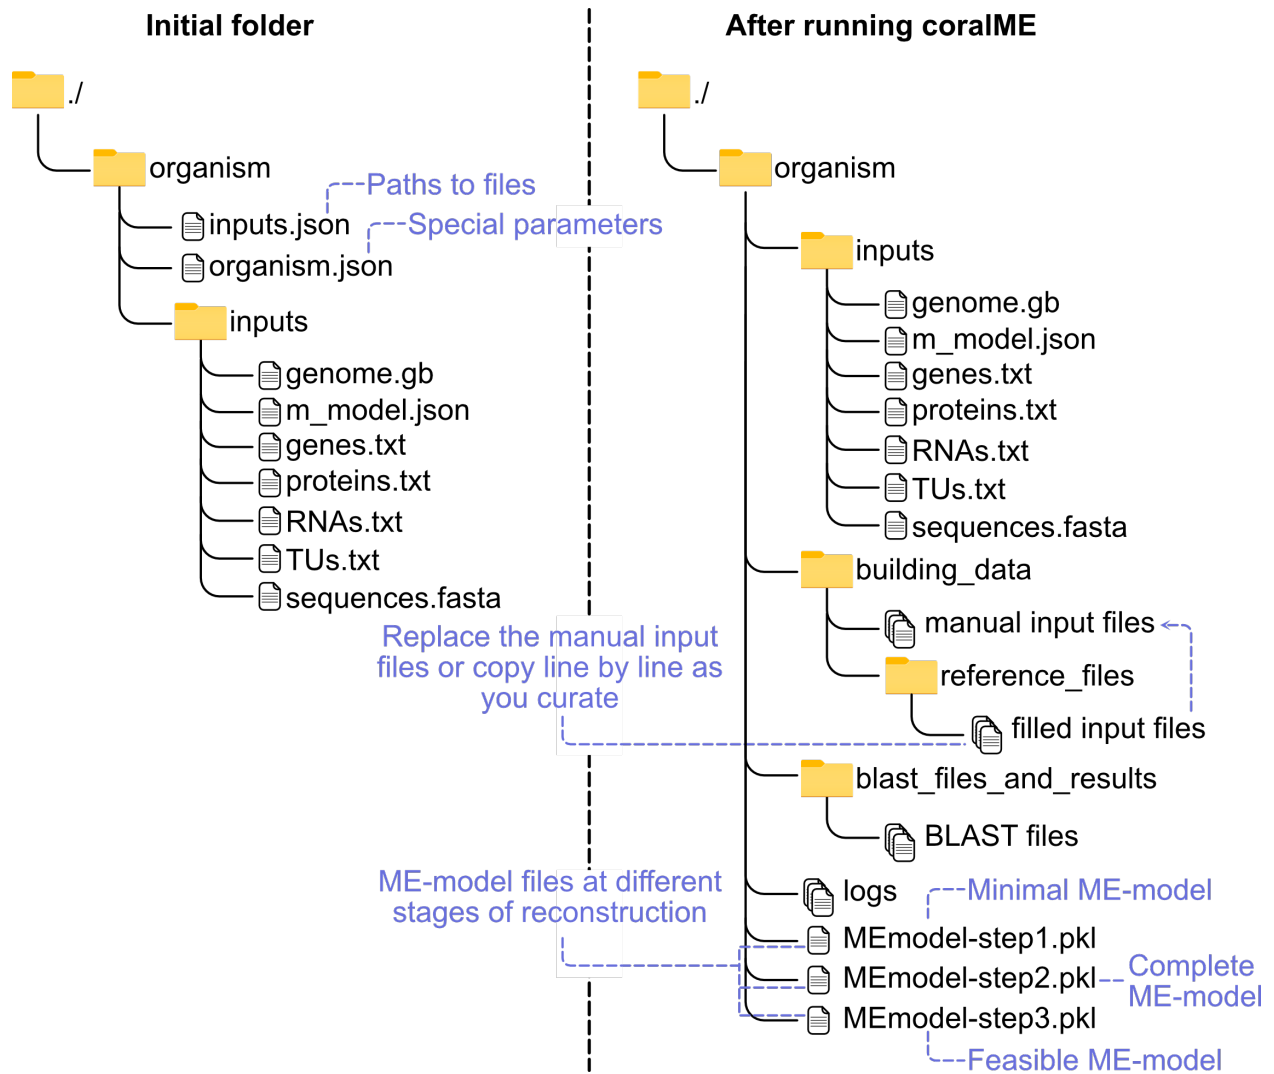 Initial folder
./
organism
Paths to files
inputs.json
Special parameters
organism.json
inputs
genome.gb
m_model.json
genes.txt
proteins.txt
RNAs.txt
TUs.txt
sequences.fasta
Replace the manual input
files or copy line by line as
you curate
ME-model files at different
stages of reconstruction
After running coralME
./
organism
inputs
genome.gb
m_model.json
genes.txt
proteins.txt
RNAs.txt
TUs.txt
sequences.fasta
building_data
manual input files
reference_files
filled input files
blast_files_and_results
BLAST files
logs
Minimal ME-model
MEmodel-step1.pkl
MEmodel-step2.pkl
Complete
ME-model
MEmodel-step3.pkl
Feasible ME-model